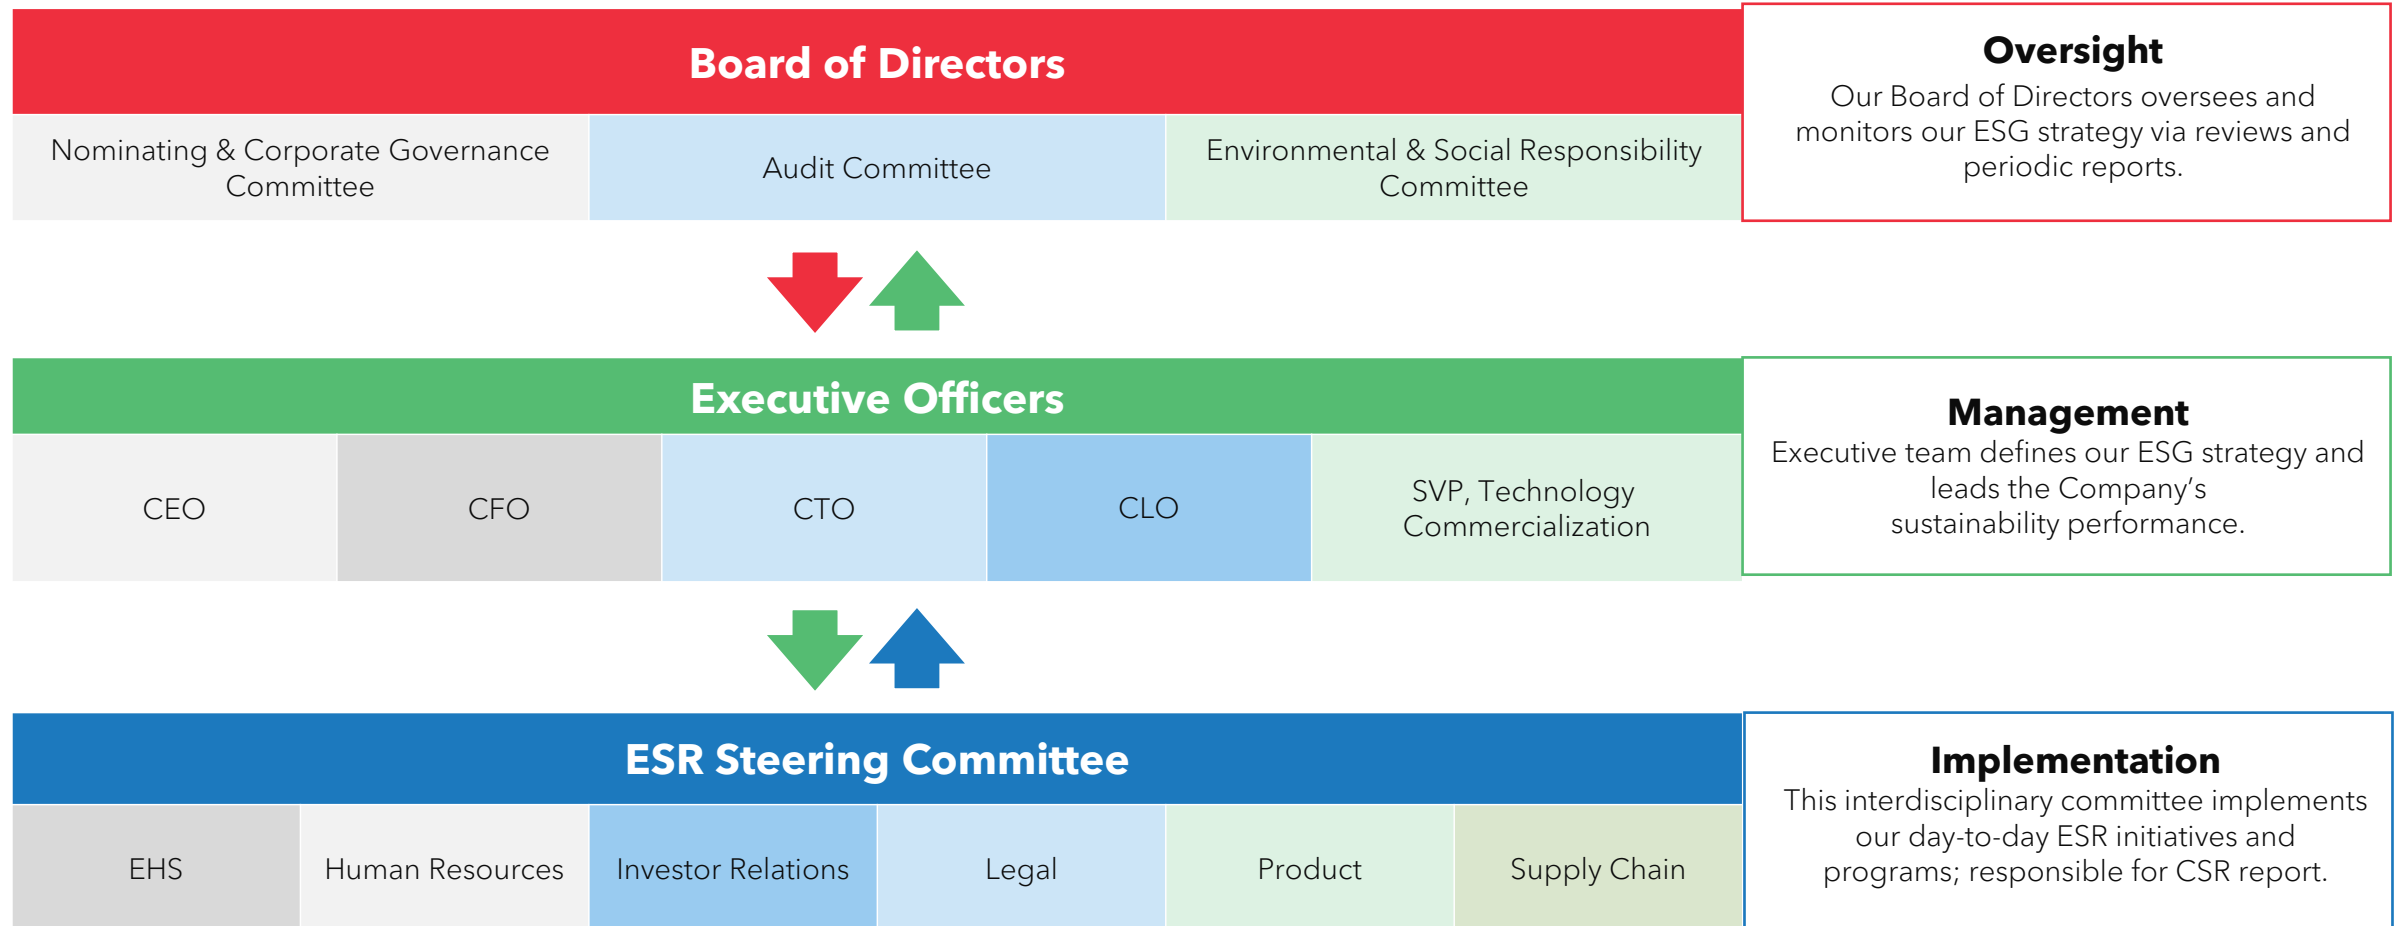 Board of Directors
Nominating & Corporate Governance
Committee
Audit Committee
Environmental & Social Responsibility
Committee
Oversight
Our Board of Directors oversees and
monitors our ESG strategy via reviews and
periodic reports.
Executive Officers
CEO
CFO
CTO
CLO
SVP, Technology
Commercialization
Management
Executive team defines our ESG strategy and
leads the Company’s
sustainability performance.
ESR Steering Committee
EHS
Human Resources
Investor Relations
Legal
Product
Supply Chain
Implementation
This interdisciplinary committee implements
our day-to-day ESR initiatives and
programs; responsible for CSR report.